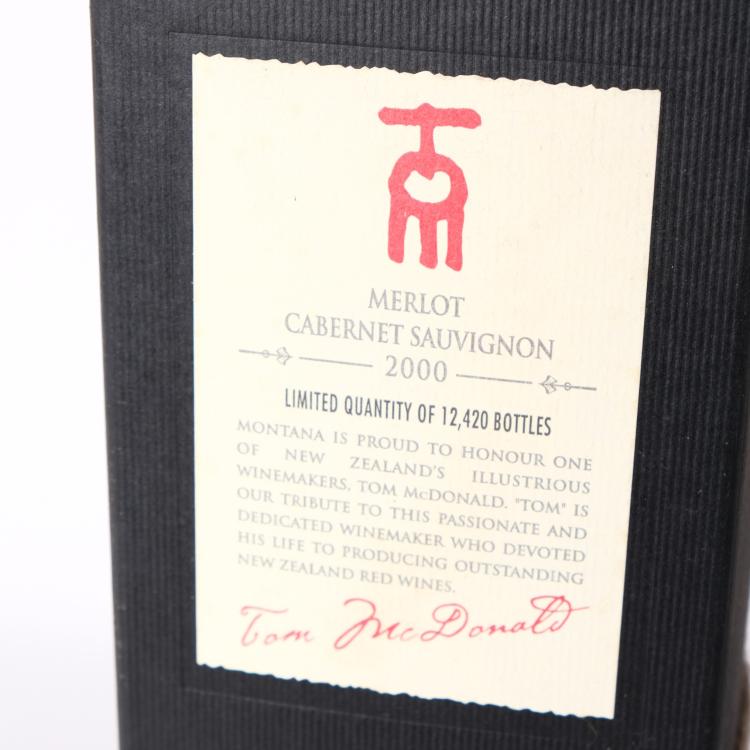 TOM
MERLOT
CABERNET SAUVIGNON
2000
LIMITED QUANTITY OF 12,420 BOTTLES
MONTANA IS PROUD TO HONOUR ONE
OF NEW ZEALAND'S ILLUSTRIOUS
WINEMAKERS, TOM McDONALD. "TOM" IS
OUR TRIBUTE TO THIS PASSIONATE AND
DEDICATED WINEMAKER WHO DEVOTED
HIS LIFE TO PRODUCING OUTSTANDING
NEW ZEALAND RED WINES.
Tom McDonald